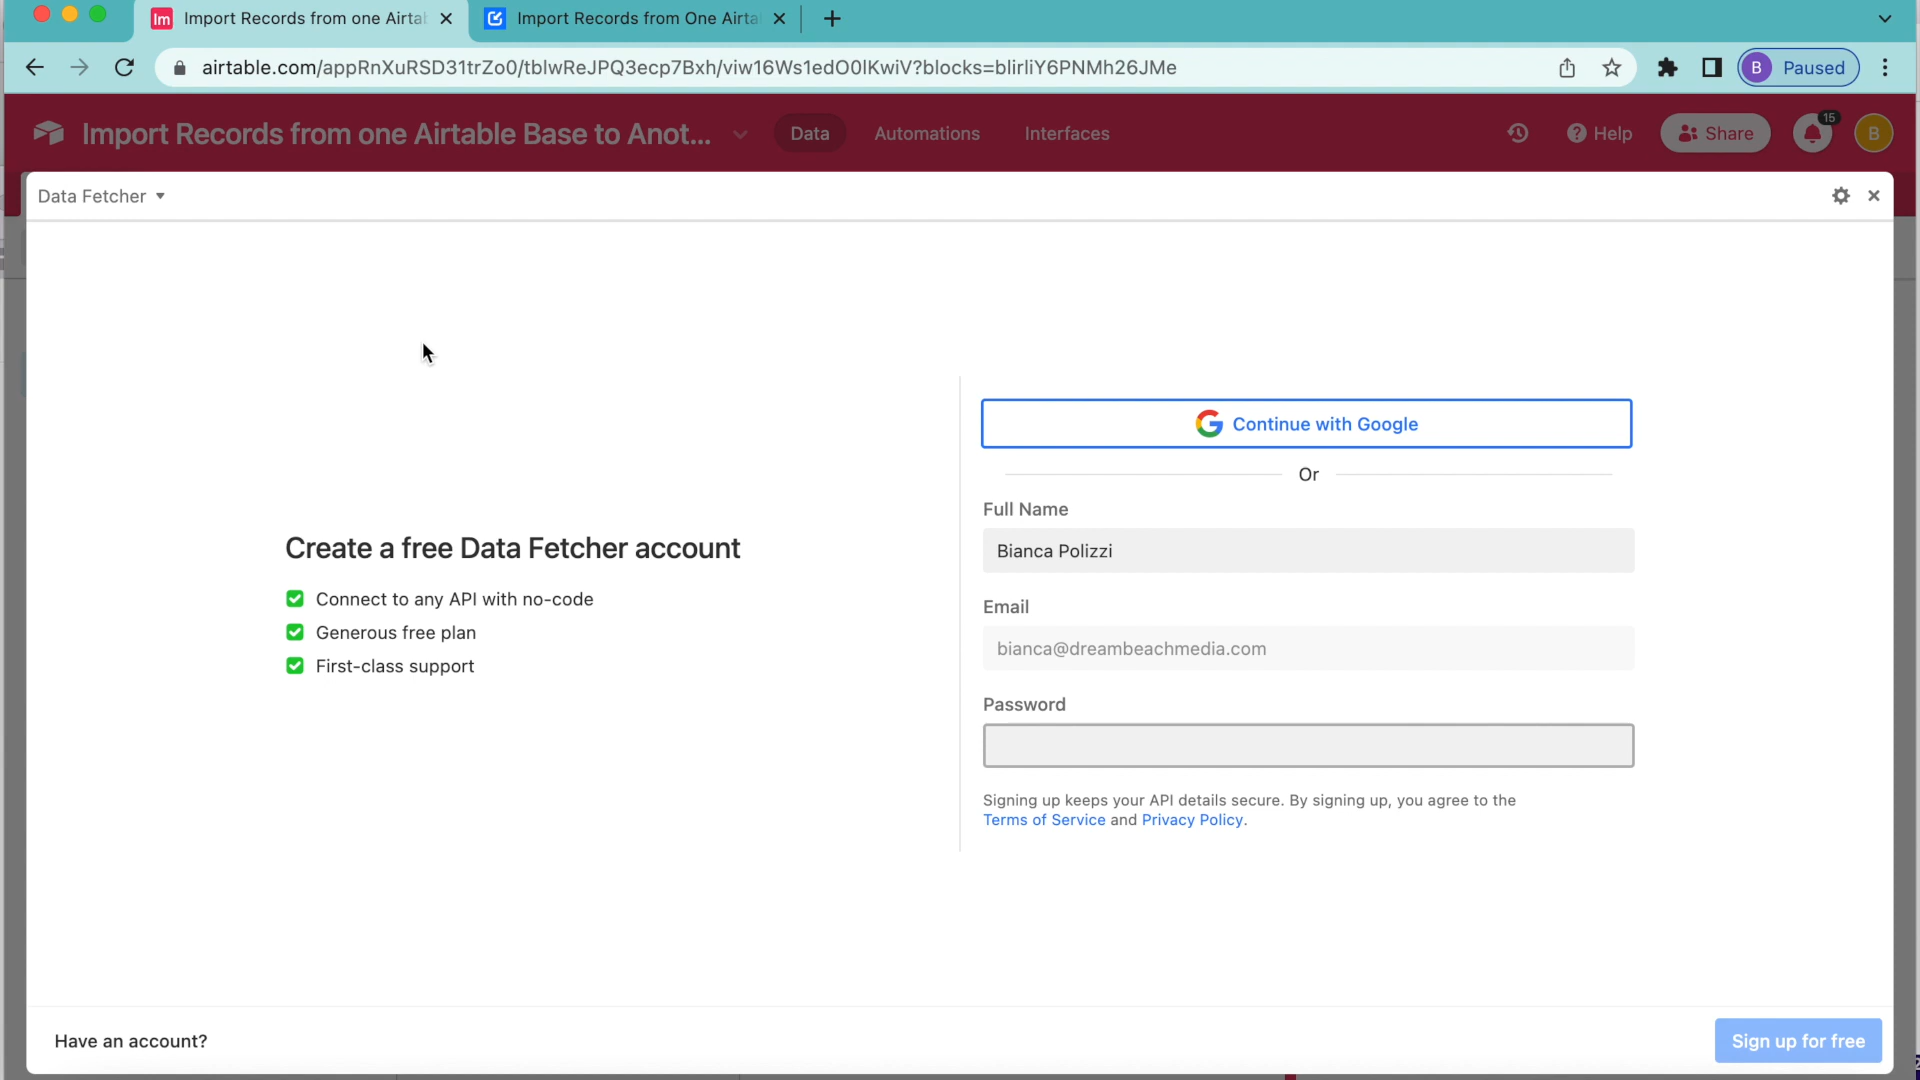 Im Import Records from one Airta
Import Records from One Airta
airtable.com/appRnXuRSD31trZo0/tblwReJPQ3ecp7Bxh/viw16Ws1edO0lKwiV?blocks=blirliY6PNMh26JMe
B Paused
Import Records from one Airtable Base to Anot...
Data
Automations
Interfaces
Help
Share
15
B
Data Fetcher
Continue with Google
Or
Full Name
Bianca Polizzi
Create a free Data Fetcher account
Connect to any API with no-code
Generous free plan
First-class support
Email
bianca@dreambeachmedia.com
Password
Signing up keeps your API details secure. By signing up, you agree to the
Terms of Service and Privacy Policy.
Have an account?
Sign up for free